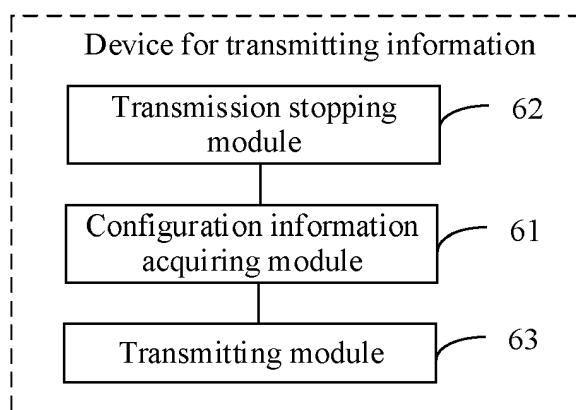 Device for transmitting information
Transmission stopping
module
62
Configuration information
acquiring module
61
Transmitting module
63